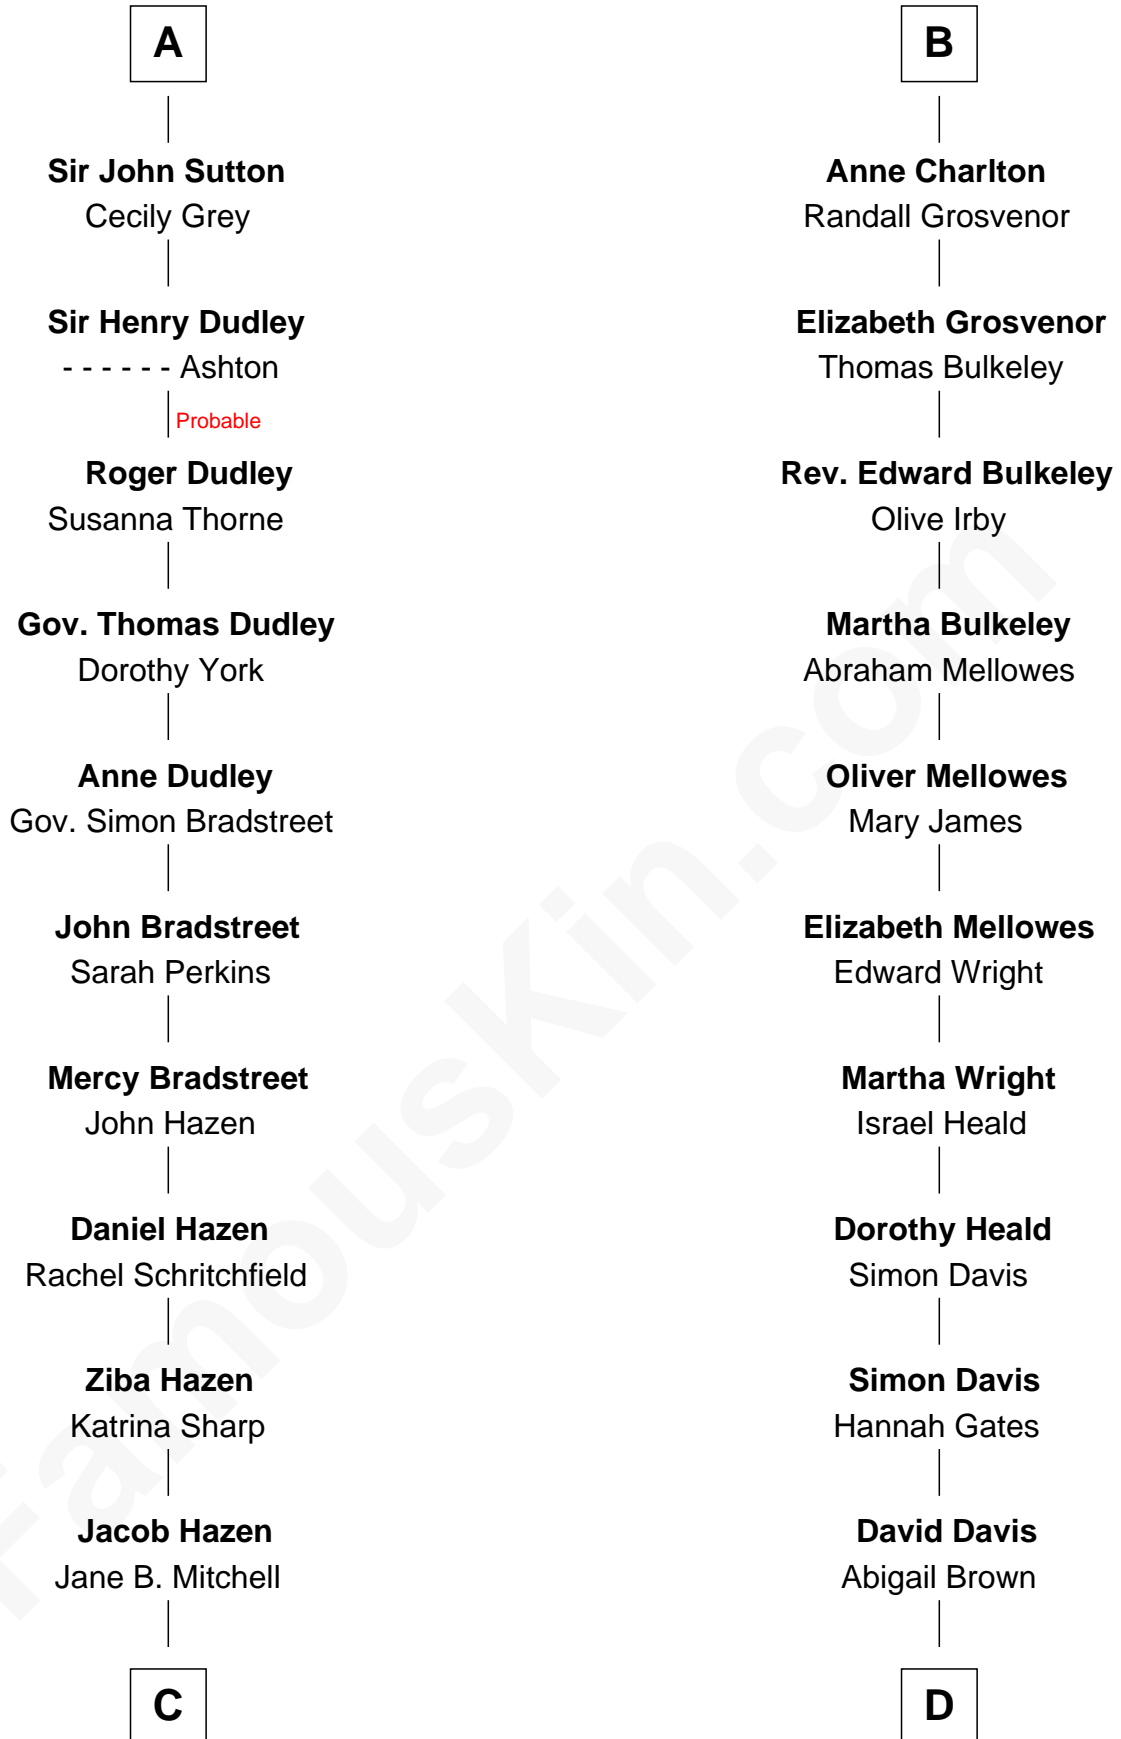 A
Sir John Sutton
Cecily Grey
Sir Henry Dudley
- - - - - - Ashton
Probable
Roger Dudley
Susanna Thorne
Gov. Thomas Dudley
Dorothy York
Anne Dudley
Gov. Simon Bradstreet
John Bradstreet
Sarah Perkins
Mercy Bradstreet
John Hazen
Daniel Hazen
Rachel Schritchfield
Ziba Hazen
Katrina Sharp
Jacob Hazen
Jane B. Mitchell
C
B
Anne Charlton
Randall Grosvenor
Elizabeth Grosvenor
Thomas Bulkeley
Rev. Edward Bulkeley
Olive Irby
Martha Bulkeley
Abraham Mellowes
Oliver Mellowes
Mary James
Elizabeth Mellowes
Edward Wright
Martha Wright
Israel Heald
Dorothy Heald
Simon Davis
Simon Davis
Hannah Gates
David Davis
Abigail Brown
D
FamousKin.com